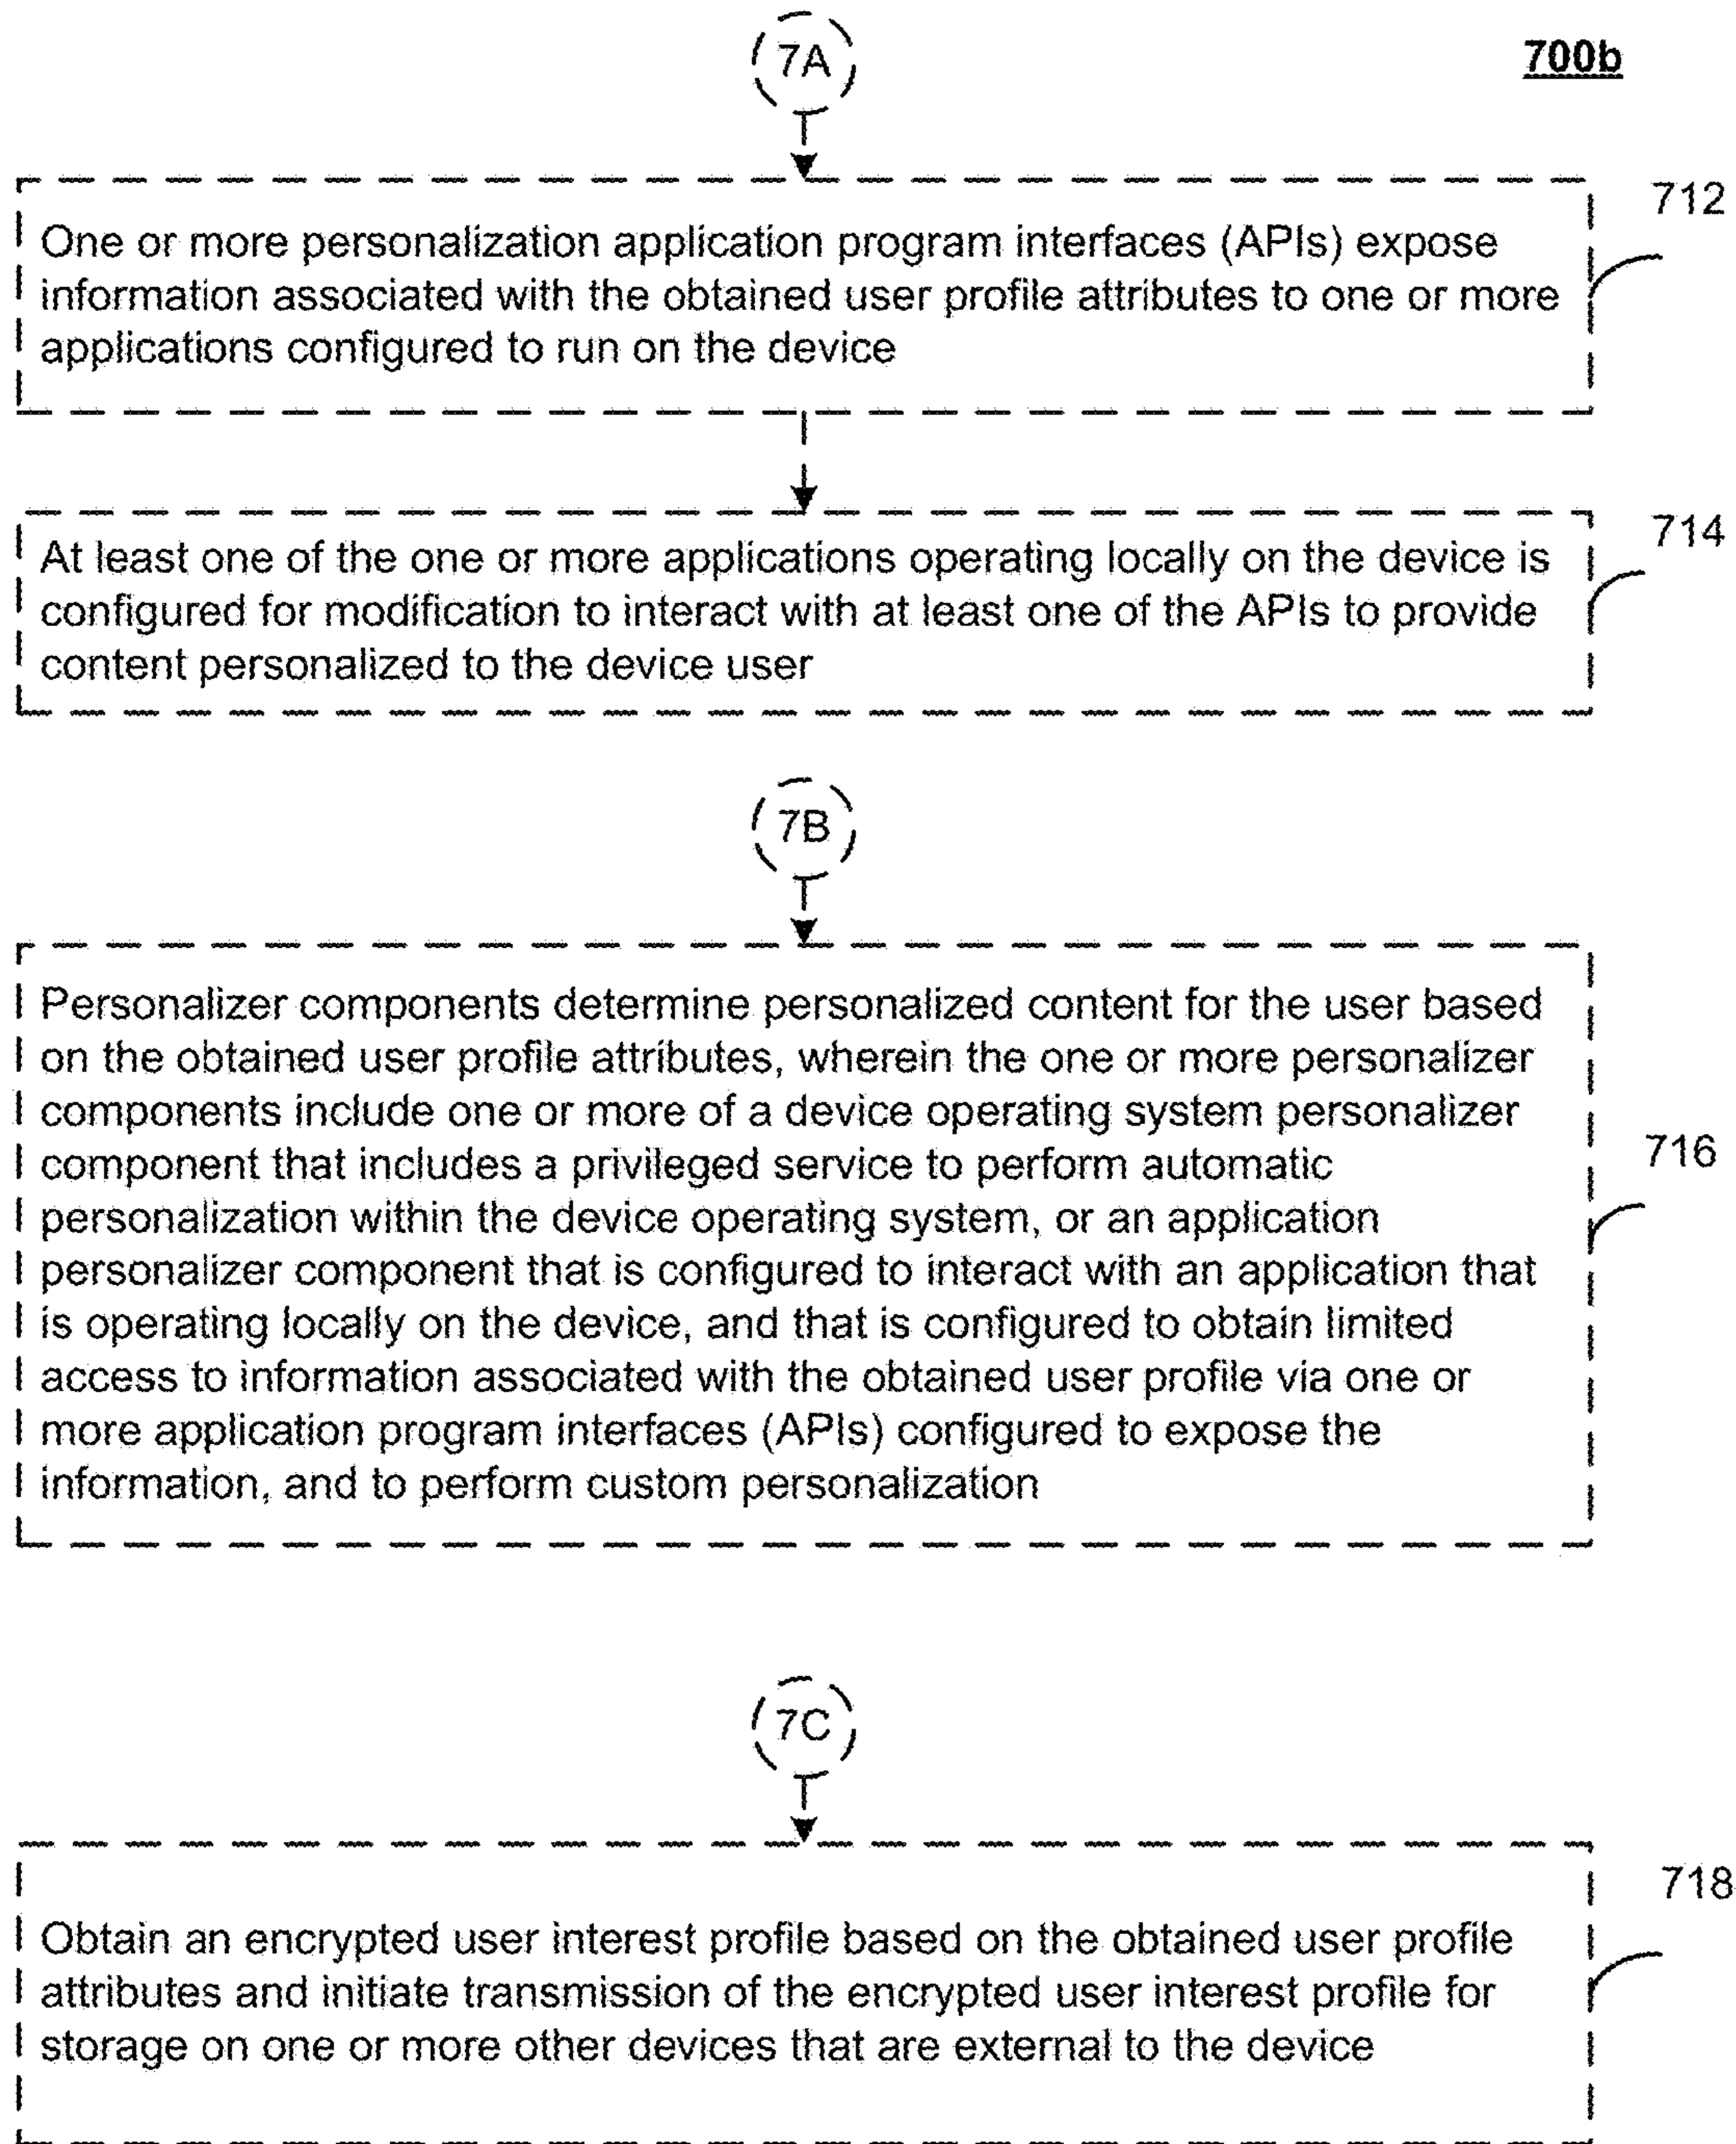 7A
700b
712
One or more personalization application program interfaces (APIs) expose
information associated with the obtained user profile attributes to one or more
applications configured to run on the device
714
At least one of the one or more applications operating locally on the device is
configured for modification to interact with at least one of the APIs to provide
content personalized to the device user
7B
Personalizer components determine personalized content for the user based
on the obtained user profile attributes, wherein the one or more personalizer
components include one or more of a device operating system personalizer
component that includes a privileged service to perform automatic
716
personalization within the device operating system, or an application
personalizer component that is configured to interact with an application that
is operating locally on the device, and that is configured to obtain limited
access to information associated with the obtained user profile via one or
more application program interfaces (APIs) configured to expose the
information, and to perform custom personalization
7C
718
Obtain an encrypted user interest profile based on the obtained user profile
attributes and initiate transmission of the encrypted user interest profile for
storage on one or more other devices that are external to the device